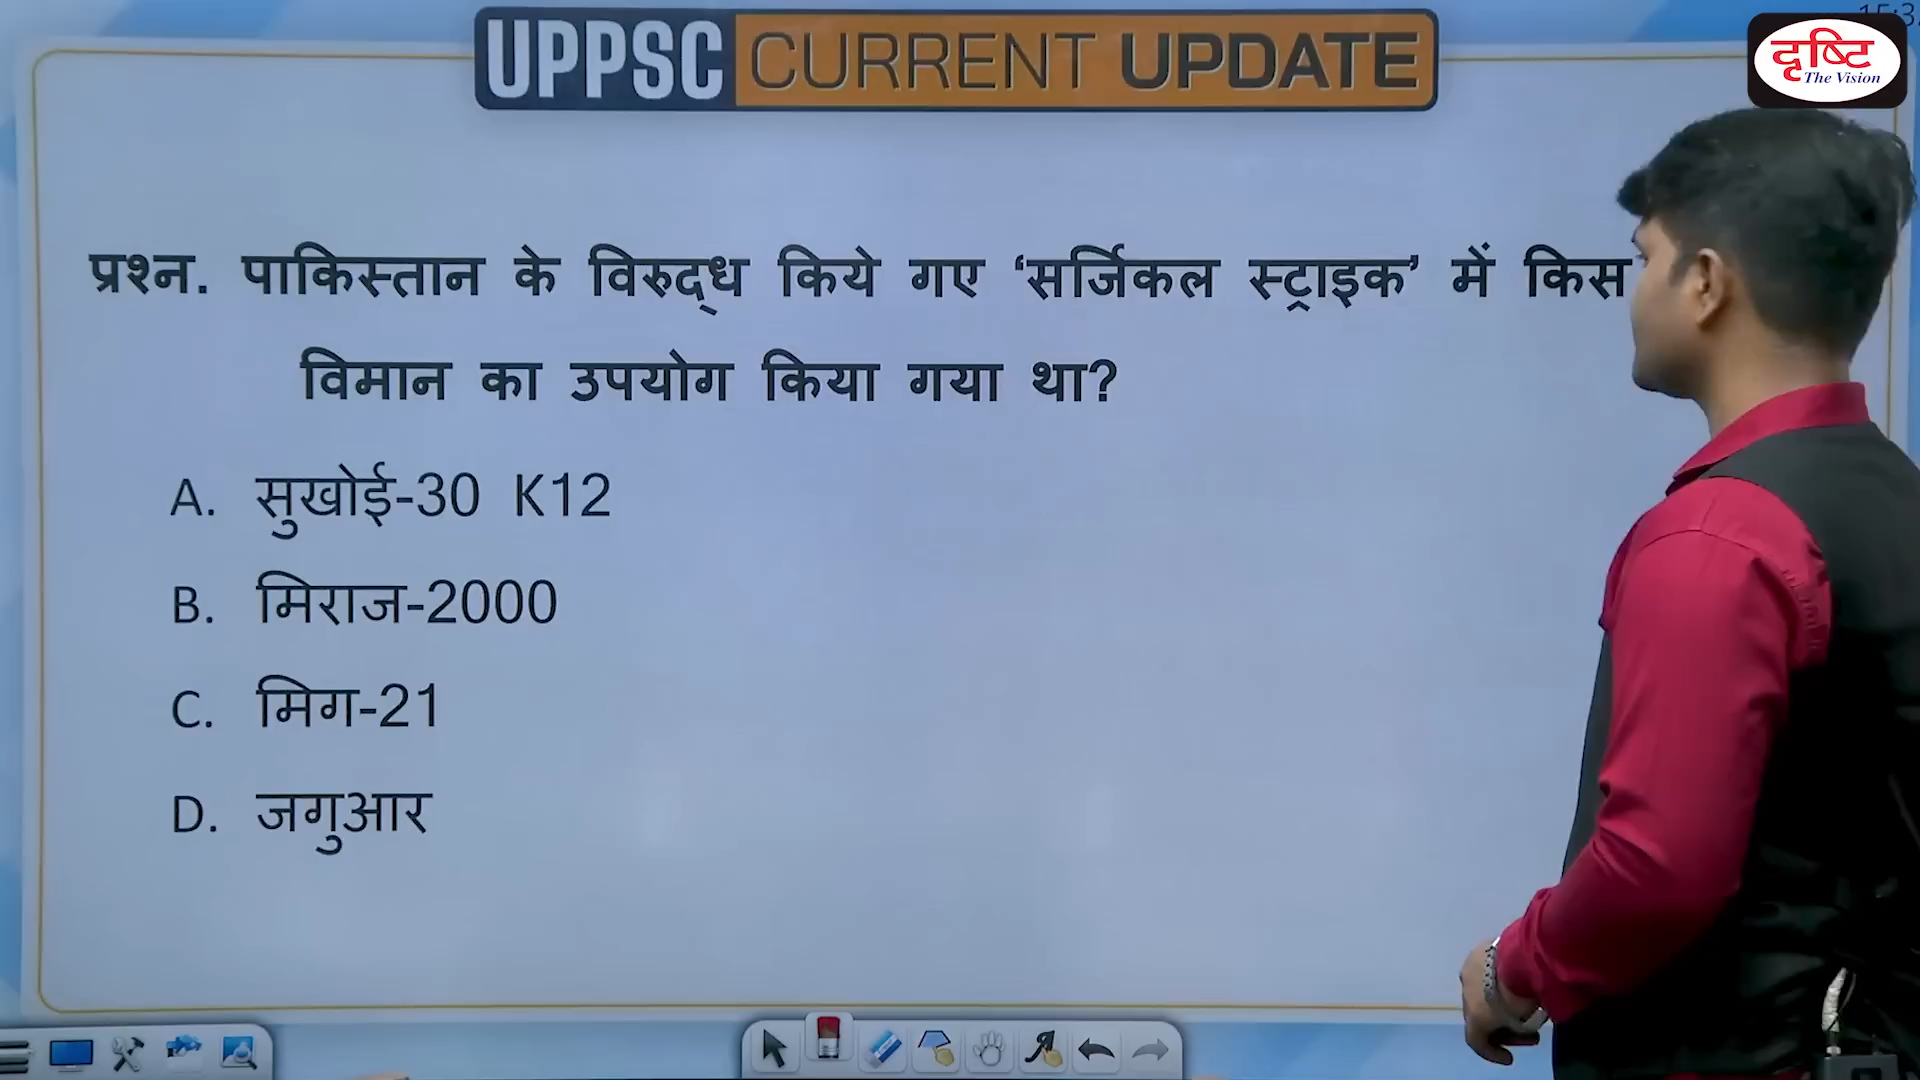 UPPSC CURRENT UPDATE
दृष्टि
The Vision
प्रश्न. पाकिस्तान के विरुद्ध किये गए ‘सर्जिकल स्ट्राइक’ में किस
विमान का उपयोग किया गया था?
A. सुखोई-30 K12
B. मिराज-2000
C. मिग-21
D. जगुआर